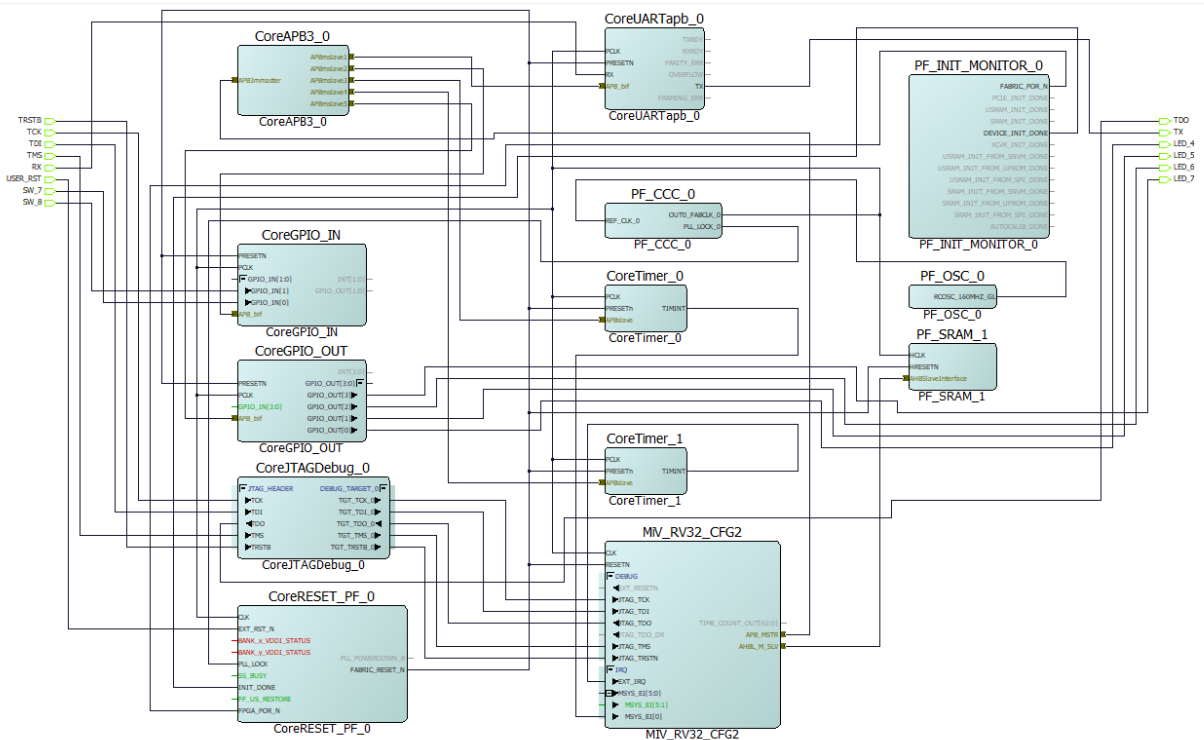 CoreUARTapb_0
TXRDY
RXRDY
PARITY_ERR
OVERFLOW
TX
FRAMING_ERR
PCLK
PRESETN
RX
APB_bif
CoreUARTapb_0
CoreAPB3_0
APB3mmaster
APBmslave1
APBmslave2
APBmslave3
APBmslave4
APBmslave5
CoreAPB3_0
PF_INIT_MONITOR_0
FABRIC_POR_N
PCIE_INIT_DONE
USRAM_INIT_DONE
SRAM_INIT_DONE
DEVICE_INIT_DONE
XCVR_INIT_DONE
USRAM_INIT_FROM_SNVM_DONE
USRAM_INIT_FROM_UPROM_DONE
USRAM_INIT_FROM_SPI_DONE
SRAM_INIT_FROM_SNVM_DONE
SRAM_INIT_FROM_UPROM_DONE
SRAM_INIT_FROM_SPI_DONE
AUTOCALIB_DONE
PF_INIT_MONITOR_0
TRSTB
TCK
TDI
TMS
RX
USER_RST
SW_7
SW_8
TDO
TX
LED_4
LED_5
LED_6
LED_7
PF_CCC_0
REF_CLK_0
OUT0_FABCLK_0
PLL_LOCK_0
PF_CCC_0
CoreGPIO_IN
PRESETN
PCLK
GPIO_IN[1:0]
GPIO_IN[1]
GPIO_IN[0]
APB_bif
INT[1:0]
GPIO_OUT[1:0]
CoreGPIO_IN
CoreTimer_0
PCLK
PRESETn
APBslave
TIMINT
CoreTimer_0
PF_OSC_0
RCOSC_160MHZ_GL
PF_OSC_0
PF_SRAM_1
HCLK
HRESETN
AHBSlaveInterface
PF_SRAM_1
CoreGPIO_OUT
PRESETN
PCLK
GPIO_IN[3:0]
APB_bif
INT[3:0]
GPIO_OUT[3:0]
GPIO_OUT[3]
GPIO_OUT[2]
GPIO_OUT[1]
GPIO_OUT[0]
CoreGPIO_OUT
CoreTimer_1
PCLK
PRESETn
APBslave
TIMINT
CoreTimer_1
CoreJTAGDebug_0
JTAG_HEADER
TCK
TDI
TDO
TMS
TRSTB
DEBUG_TARGET_0
TGT_TCK_0
TGT_TDI_0
TGT_TDO_0
TGT_TMS_0
TGT_TRSTB_0
CoreJTAGDebug_0
MiV_RV32_CFG2
CLK
RESETN
DEBUG
EXT_RESETN
JTAG_TCK
JTAG_TDI
JTAG_TDO
JTAG_TDO_DR
JTAG_TMS
JTAG_TRSTN
IRQ
EXT_IRQ
MSYS_EI[5:0]
MSYS_EI[5:1]
MSYS_EI[0]
TIME_COUNT_OUT[63:0]
APB_MSTR
AHBL_M_SLV
MIV_RV32_CFG2
CoreRESET_PF_0
CLK
EXT_RST_N
BANK_x_VDDI_STATUS
BANK_y_VDDI_STATUS
PLL_LOCK
SS_BUSY
INIT_DONE
FF_US_RESTORE
FPGA_POR_N
PLL_POWERDOWN_B
FABRIC_RESET_N
CoreRESET_PF_0